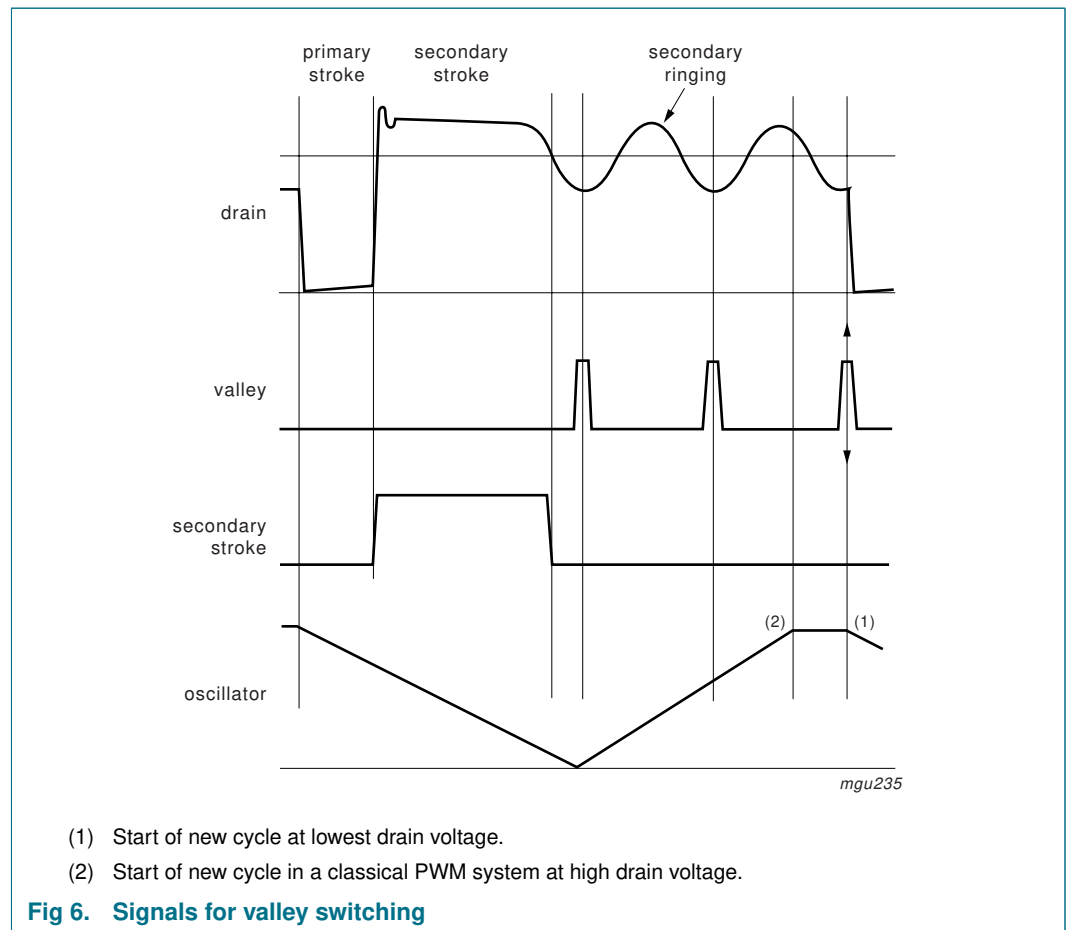 primary
stroke
secondary
stroke
secondary
ringing
drain
valley
secondary
stroke
(2)
(1)
oscillator
mgu235
(1) Start of new cycle at lowest drain voltage.
(2) Start of new cycle in a classical PWM system at high drain voltage.
Fig 6. Signals for valley switching